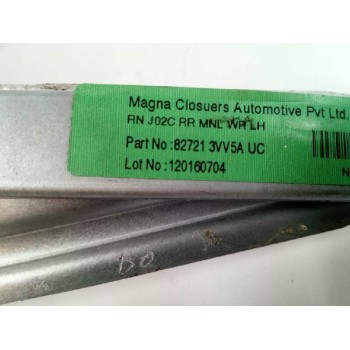 Magna Closuers Automotive Pvt Ltd.
RN J02C RR MNL WR LH
Part No :82721 3VV5A UC
Lot No :120160704
N
DO